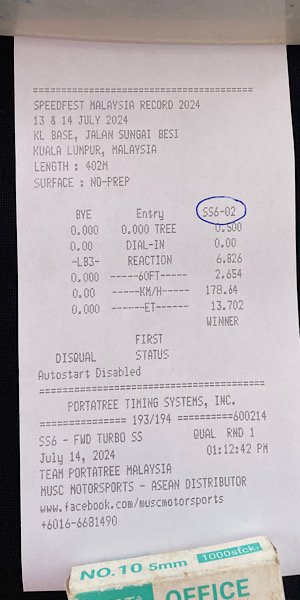 ========================================
SPEEDFEST MALAYSIA RECORD 2024
13 & 14 JULY 2024
KL BASE, JALAN SUNGAI BESI
KUALA LUMPUR, MALAYSIA
LENGTH : 402M
SURFACE : NO-PREP
========================================
BYE Entry SS6-02
0.000 0.000 TREE 0.500
0.00 DIAL-IN 0.00
-LB3- REACTION 6.826
0.000 ------60FT------ 2.654
0.00 ------KM/H------ 178.64
0.000 -------ET------- 13.702
WINNER
FIRST
DISQUAL STATUS
Autostart Disabled
========================================
PORTATREE TIMING SYSTEMS, INC.
=============== 193/194 ==========600214
SS6 - FWD TURBO SS QUAL RND 1
July 14, 2024 01:12:42 PM
TEAM PORTATREE MALAYSIA
MUSC MOTORSPORTS - ASEAN DISTRIBUTOR
www.facebook.com/muscmotorsports
+6016-6681490
NO.10 5mm 1000stck
OFFICE